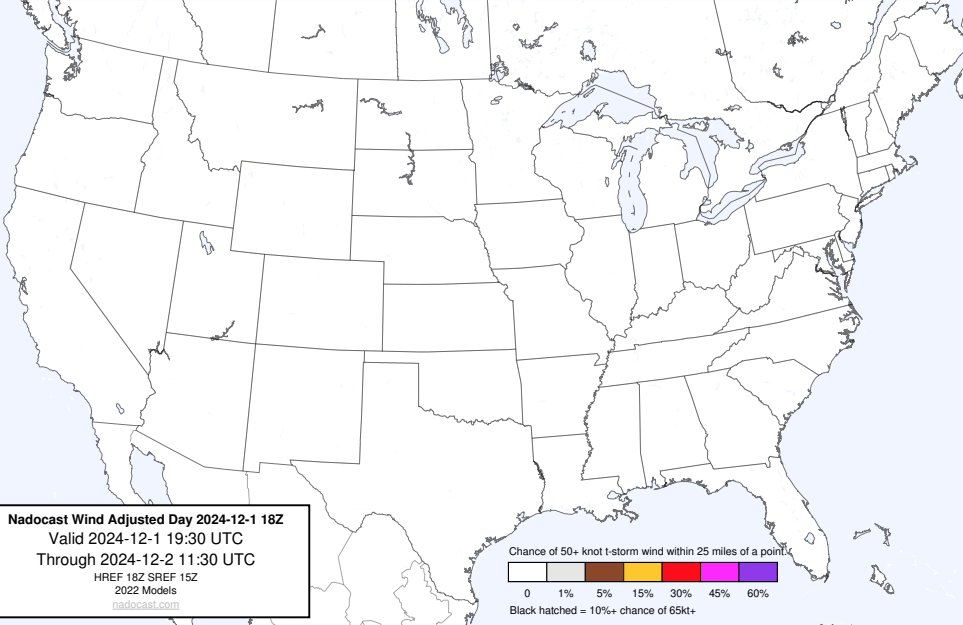 Nadocast Wind Adjusted Day 2024-12-1 18Z
Valid 2024-12-1 19:30 UTC
Through 2024-12-2 11:30 UTC
HREF 18Z SREF 15Z
2022 Models
nadocast.com
Chance of 50+ knot t-storm wind within 25 miles of a point.
0 1% 5% 15% 30% 45% 60%
Black hatched = 10%+ chance of 65kt+